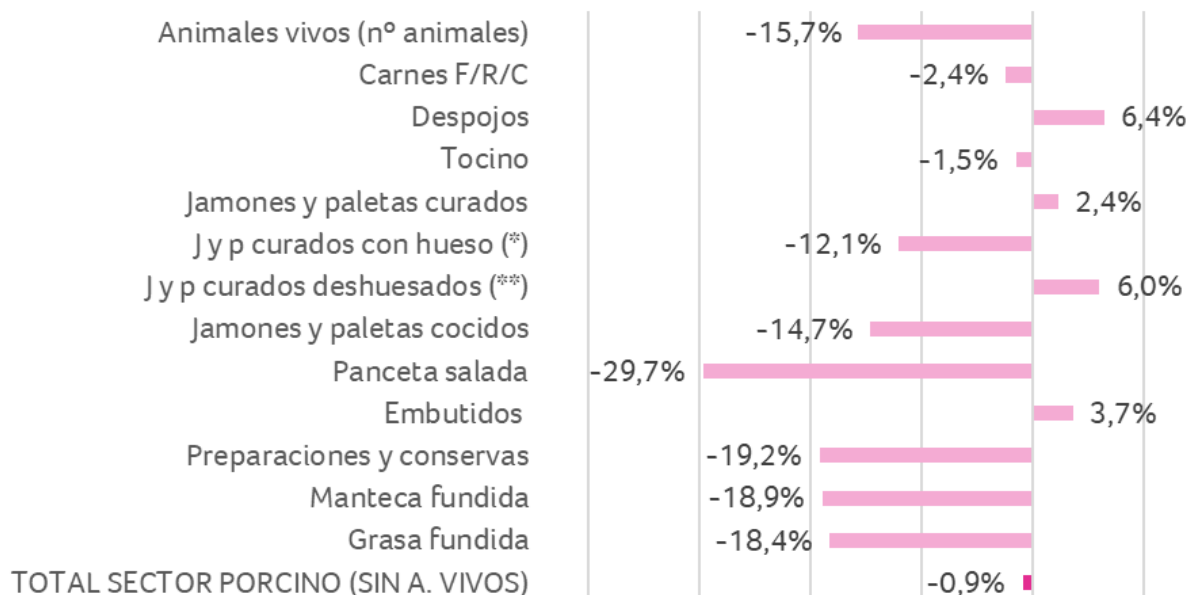 Animales vivos (nº animales) -15,7%
Carnes F/R/C -2,4%
Despojos 6,4%
Tocino -1,5%
Jamones y paletas curados 2,4%
J y p curados con hueso (*) -12,1%
J y p curados deshuesados (**) 6,0%
Jamones y paletas cocidos -14,7%
Panceta salada -29,7%
Embutidos 3,7%
Preparaciones y conservas -19,2%
Manteca fundida -18,9%
Grasa fundida -18,4%
TOTAL SECTOR PORCINO (SIN A. VIVOS) -0,9%